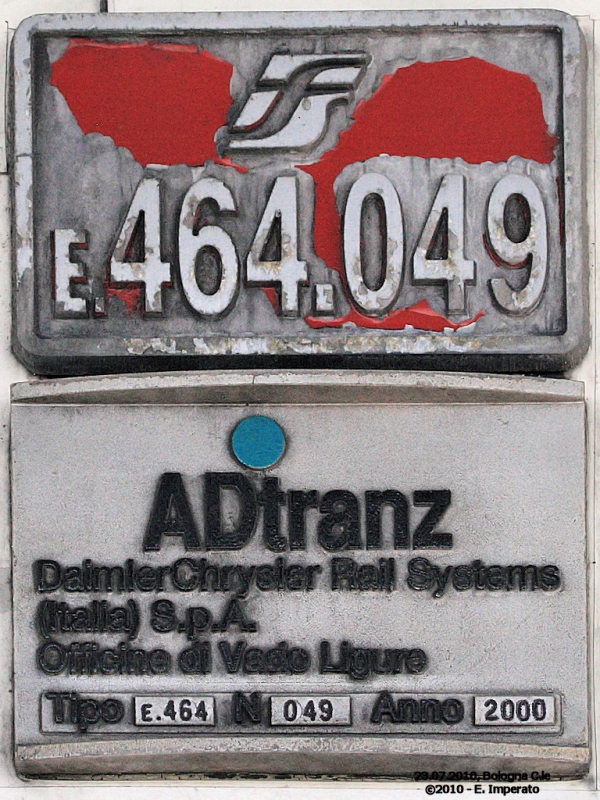 E.464.049
ADtranz
DaimlerChrysler Rail Systems
(Italia) S.p.A.
Officine di Vado Ligure
Tipo E.464 N 049 Anno 2000
23.07.2010, Bologna C.le
©2010 - E. Imperato